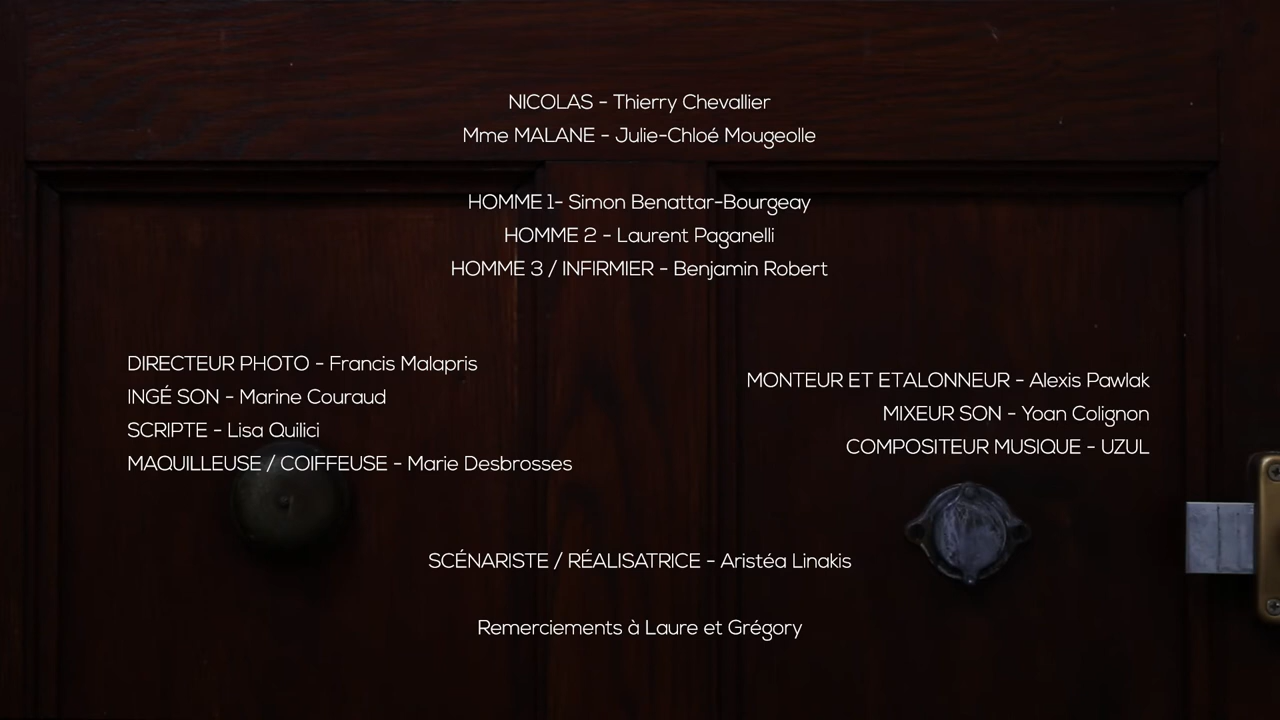 NICOLAS - Thierry Chevallier
Mme MALANE - Julie-Chloé Mougeolle
HOMME 1- Simon Benattar-Bourgeay
HOMME 2 - Laurent Paganelli
HOMME 3 / INFIRMIER - Benjamin Robert
DIRECTEUR PHOTO - Francis Malapris
INGÉ SON - Marine Couraud
SCRIPTE - Lisa Quilici
MAQUILLEUSE / COIFFEUSE - Marie Desbrosses
MONTEUR ET ETALONNEUR - Alexis Pawlak
MIXEUR SON - Yoan Colignon
COMPOSITEUR MUSIQUE - UZUL
SCÉNARISTE / RÉALISATRICE - Aristéa Linakis
Remerciements à Laure et Grégory